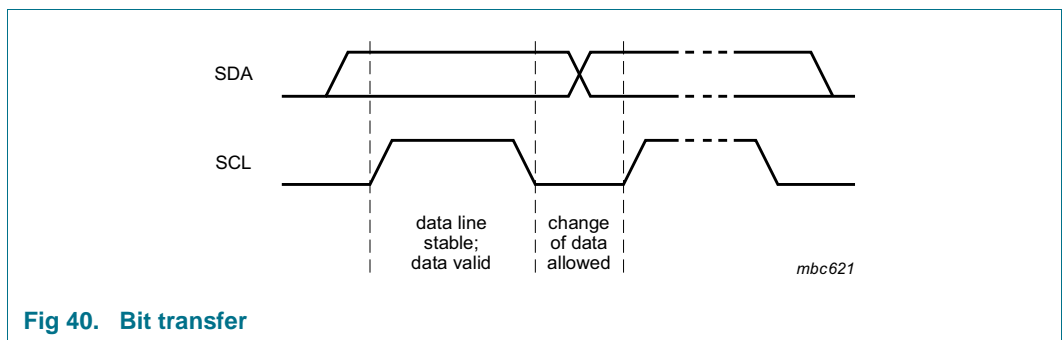 SDA
SCL
data line
stable;
data valid
change
of data
allowed
mbc621
Fig 40. Bit transfer